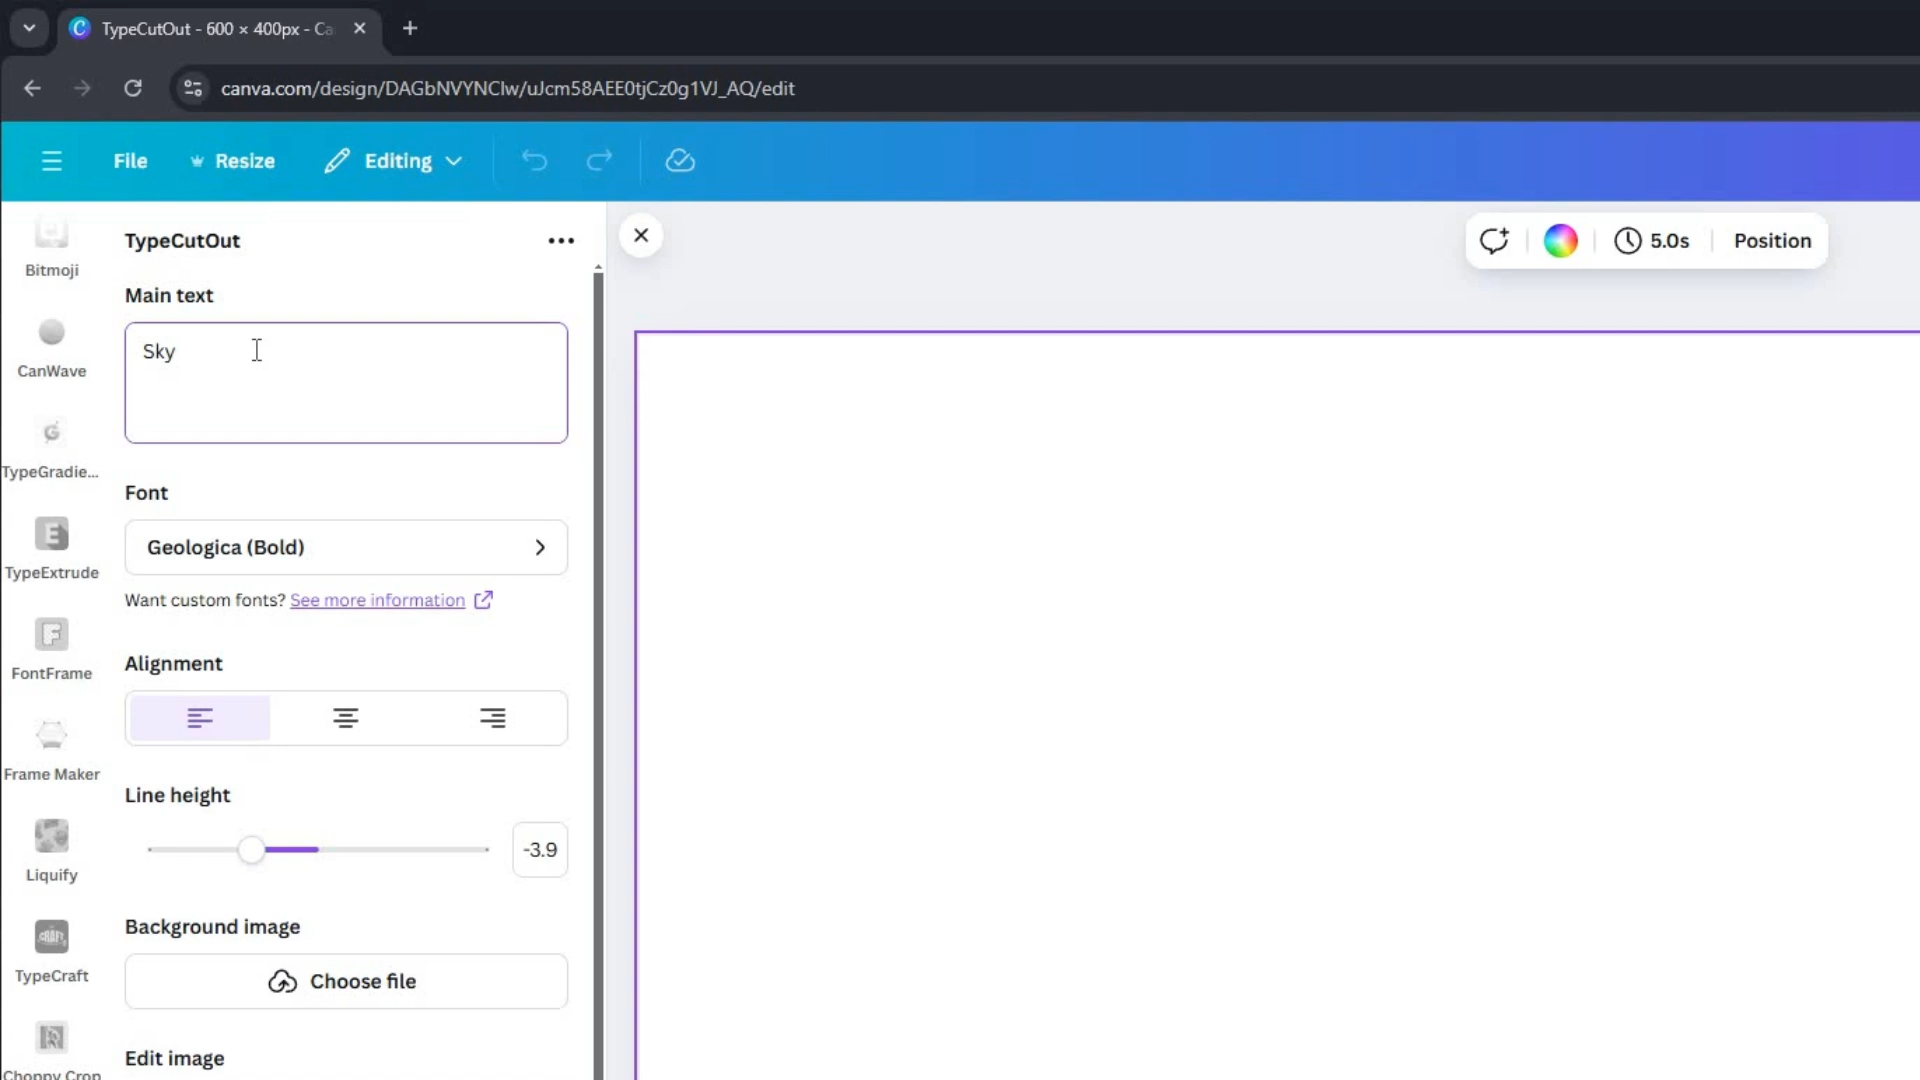 TypeCutOut - 600 × 400px - Ca
canva.com/design/DAGbNVYNClw/uJcm58AEE0tjCz0g1VJ_AQ/edit
File
Resize
Editing
5.0s
Position
Bitmoji
CanWave
TypeGradie...
TypeExtrude
FontFrame
Frame Maker
Liquify
TypeCraft
Choppy Crop
TypeCutOut
Main text
Sky
Font
Geologica (Bold)
Want custom fonts? See more information
Alignment
Line height
-3.9
Background image
Choose file
Edit image